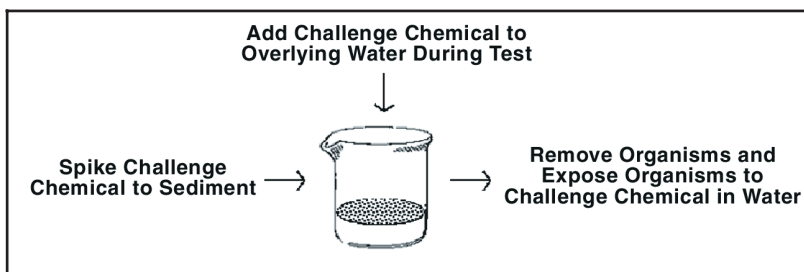 Add Challenge Chemical to
Overlying Water During Test
Spike Challenge
Chemical to Sediment
Remove Organisms and
Expose Organisms to
Challenge Chemical in Water